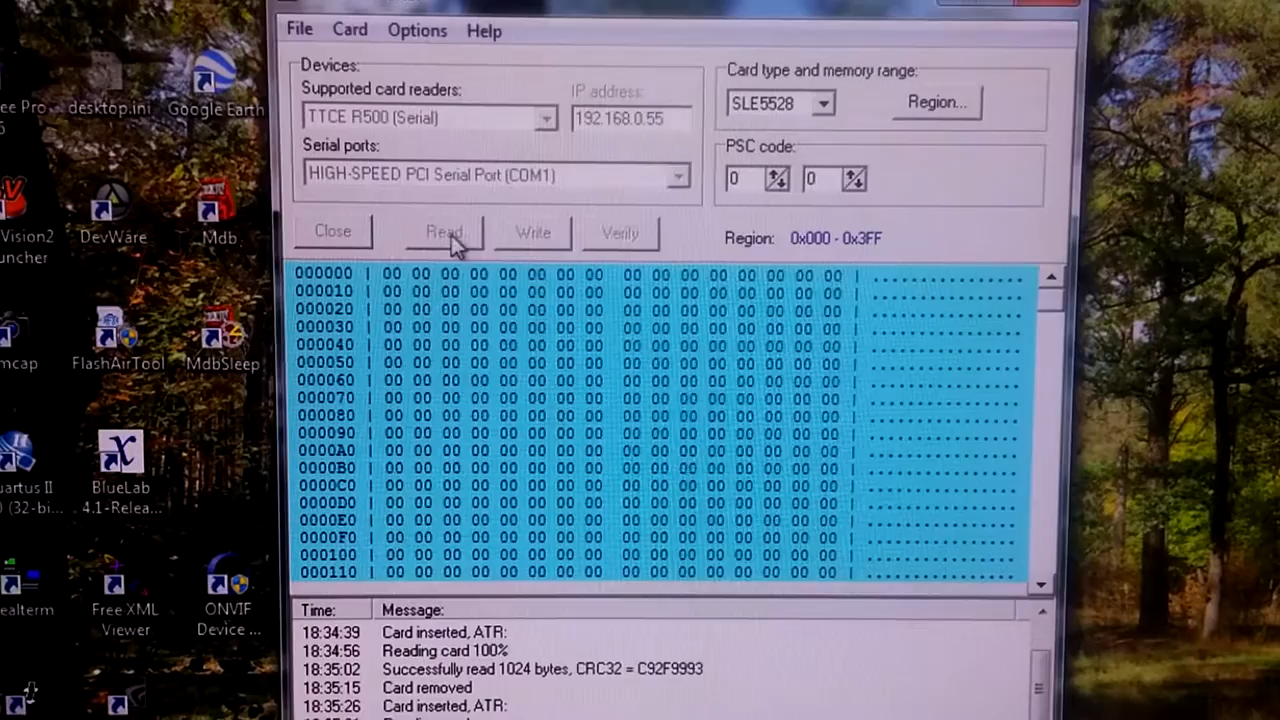 File Card Options Help
Devices:
Supported card readers:
IP address:
TTCE R500 (Serial)
192.168.0.55
Serial ports:
HIGH-SPEED PCI Serial Port (COM1)
Card type and memory range:
SLE5528
Region...
PSC code:
0 0
Close Read Write Verify
Region: 0x000 - 0x3FF
000000 | 00 00 00 00 00 00 00 00 00 00 00 00 00 00 00 00 | ................
000010 | 00 00 00 00 00 00 00 00 00 00 00 00 00 00 00 00 | ................
000020 | 00 00 00 00 00 00 00 00 00 00 00 00 00 00 00 00 | ................
000030 | 00 00 00 00 00 00 00 00 00 00 00 00 00 00 00 00 | ................
000040 | 00 00 00 00 00 00 00 00 00 00 00 00 00 00 00 00 | ................
000050 | 00 00 00 00 00 00 00 00 00 00 00 00 00 00 00 00 | ................
000060 | 00 00 00 00 00 00 00 00 00 00 00 00 00 00 00 00 | ................
000070 | 00 00 00 00 00 00 00 00 00 00 00 00 00 00 00 00 | ................
000080 | 00 00 00 00 00 00 00 00 00 00 00 00 00 00 00 00 | ................
000090 | 00 00 00 00 00 00 00 00 00 00 00 00 00 00 00 00 | ................
0000A0 | 00 00 00 00 00 00 00 00 00 00 00 00 00 00 00 00 | ................
0000B0 | 00 00 00 00 00 00 00 00 00 00 00 00 00 00 00 00 | ................
0000C0 | 00 00 00 00 00 00 00 00 00 00 00 00 00 00 00 00 | ................
0000D0 | 00 00 00 00 00 00 00 00 00 00 00 00 00 00 00 00 | ................
0000E0 | 00 00 00 00 00 00 00 00 00 00 00 00 00 00 00 00 | ................
0000F0 | 00 00 00 00 00 00 00 00 00 00 00 00 00 00 00 00 | ................
000100 | 00 00 00 00 00 00 00 00 00 00 00 00 00 00 00 00 | ................
000110 | 00 00 00 00 00 00 00 00 00 00 00 00 00 00 00 00 | ................
Time: Message:
18:34:39 Card inserted, ATR:
18:34:56 Reading card 100%
18:35:02 Successfully read 1024 bytes, CRC32 = C92F9993
18:35:15 Card removed
18:35:26 Card inserted, ATR:
ee Pro...
desktop.ini
Google Earth
Vision2
uncher
DevWare
Mdb
mcap
FlashAirTool
MdbSleep
uartus II
(32-bi...
BlueLab
4.1-Relea...
ealterm
Free XML
Viewer
ONVIF
Device ...